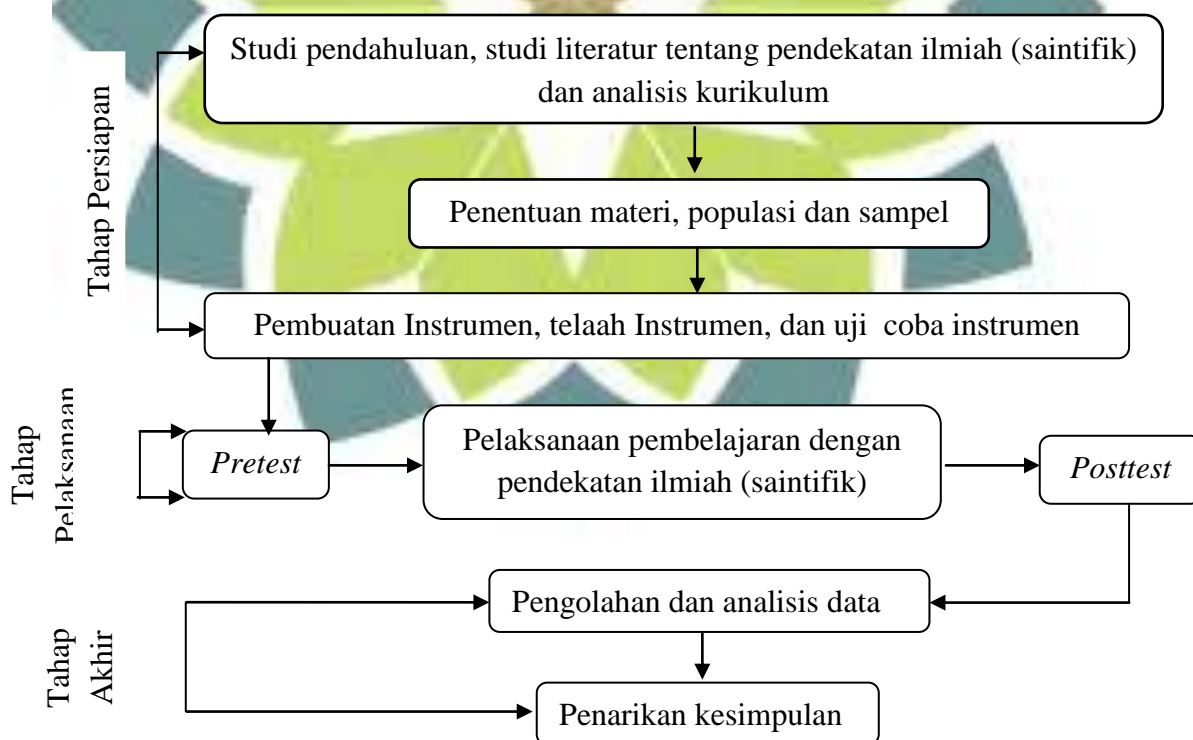 Studi pendahuluan, studi literatur tentang pendekatan ilmiah (saintifik)
dan analisis kurikulum
Tahap Persiapan
Penentuan materi, populasi dan sampel
Pembuatan Instrumen, telaah Instrumen, dan uji coba instrumen
Tahap
Pelaksanaan
Pretest
Pelaksanaan pembelajaran dengan
pendekatan ilmiah (saintifik)
Posttest
Tahap
Akhir
Pengolahan dan analisis data
Penarikan kesimpulan